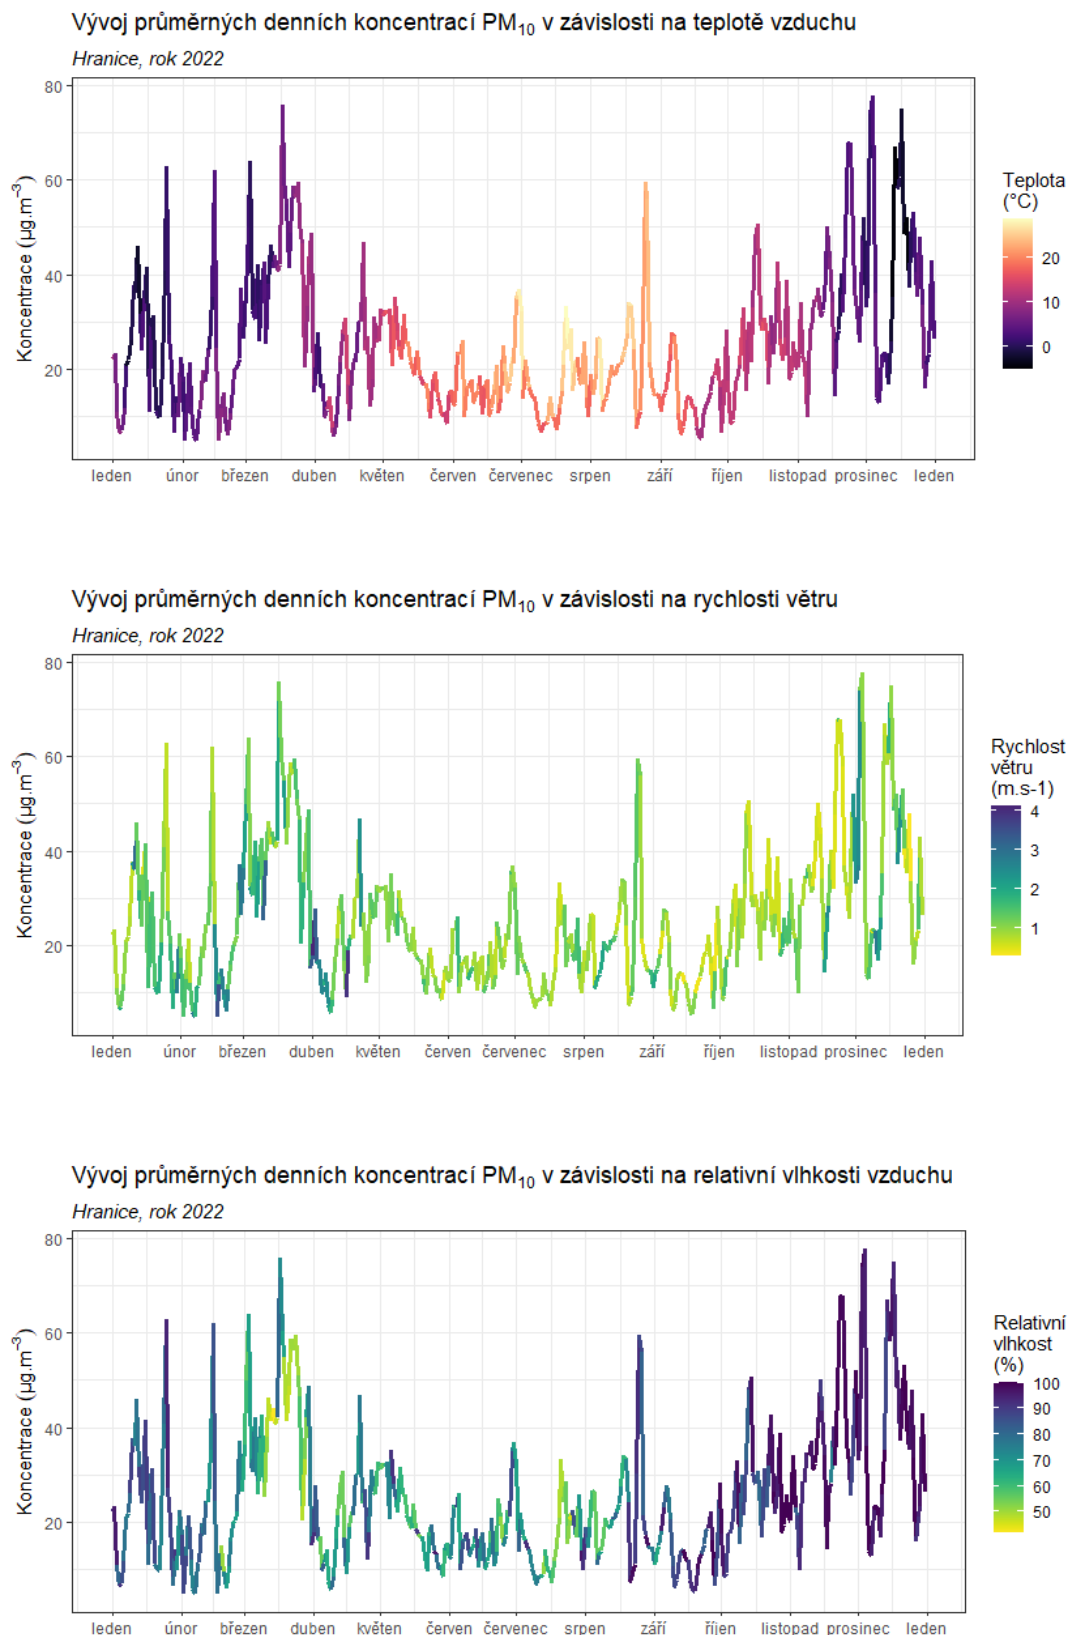 Vývoj průměrných denních koncentrací PM₁₀ v závislosti na teplotě vzduchu
Hranice, rok 2022
80
60
40
20
Koncentrace (µg.m⁻³)
leden únor březen duben květen červen červenec srpen září říjen listopad prosinec leden
Teplota
(°C)
20
10
0
Vývoj průměrných denních koncentrací PM₁₀ v závislosti na rychlosti větru
Hranice, rok 2022
80
60
40
20
Koncentrace (µg.m⁻³)
leden únor březen duben květen červen červenec srpen září říjen listopad prosinec leden
Rychlost
větru
(m.s-1)
4
3
2
1
Vývoj průměrných denních koncentrací PM₁₀ v závislosti na relativní vlhkosti vzduchu
Hranice, rok 2022
80
60
40
20
Koncentrace (µg.m⁻³)
leden únor březen duben květen červen červenec srpen září říjen listopad prosinec leden
Relativní
vlhkost
(%)
100
90
80
70
60
50